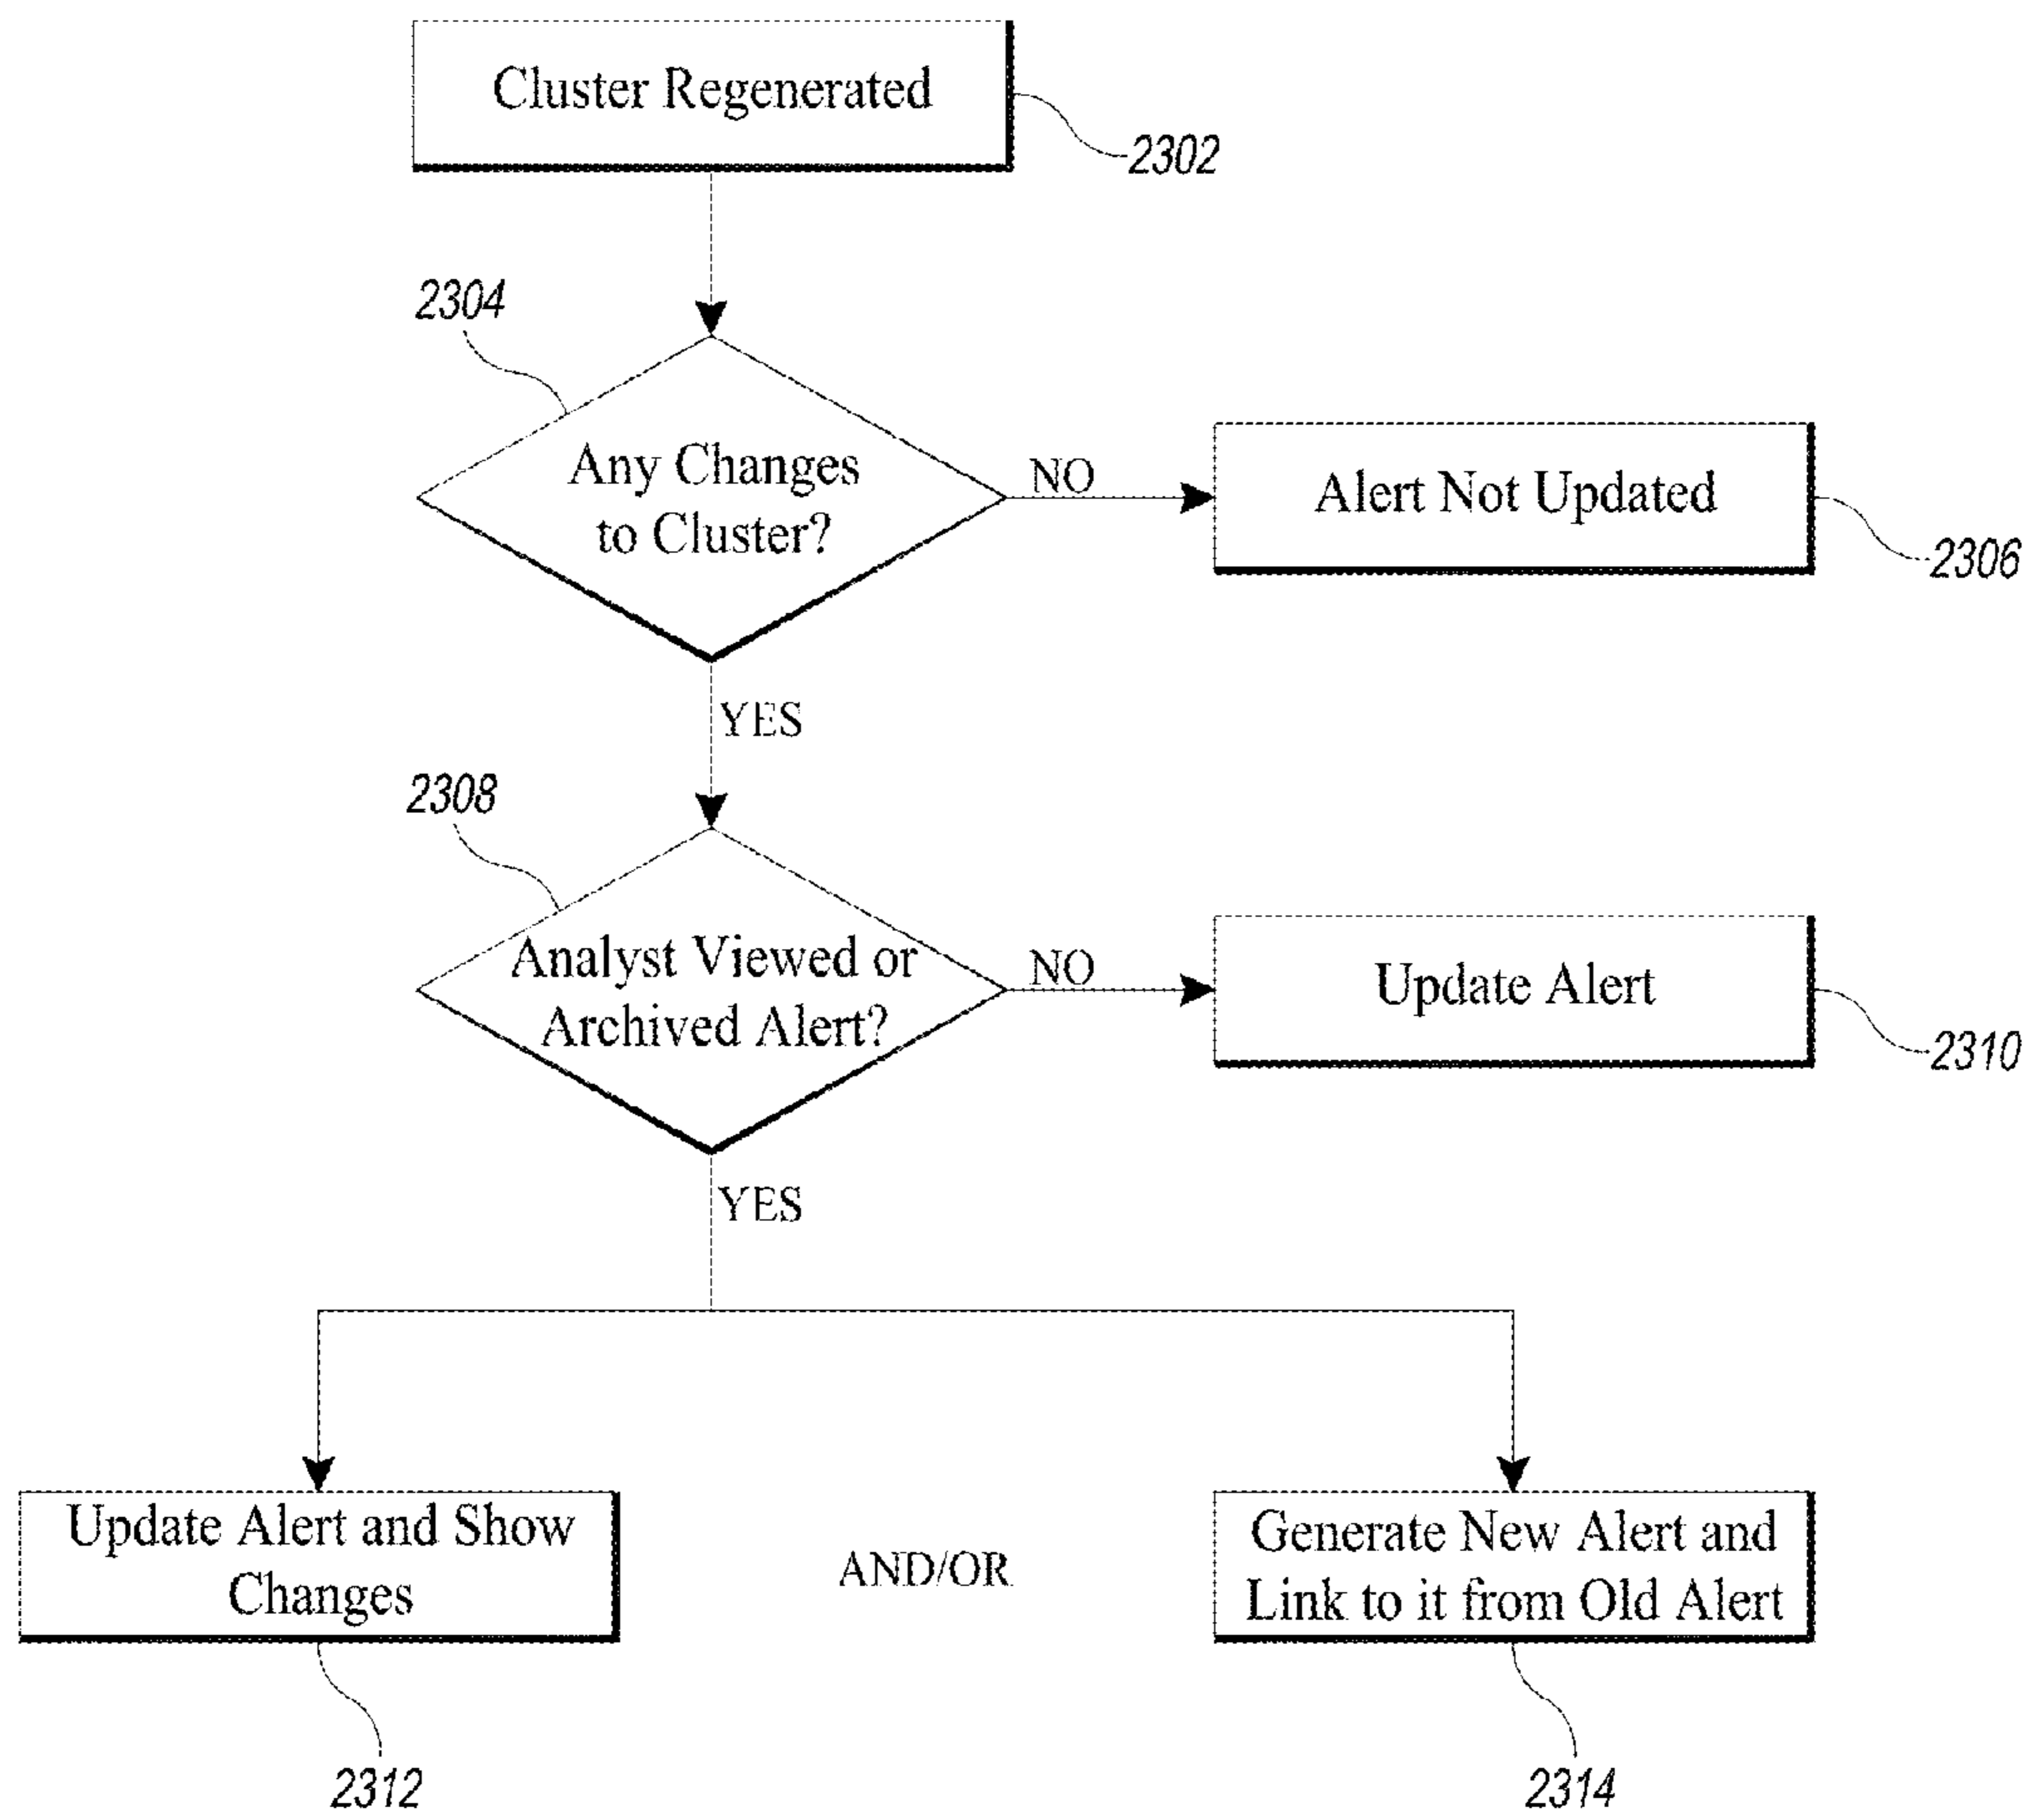 Cluster Regenerated
2302
2304
Any Changes
to Cluster?
NO
Alert Not Updated
2306
YES
2308
Analyst Viewed or
Archived Alert?
NO
Update Alert
2310
YES
Update Alert and Show
Changes
AND/OR
Generate New Alert and
Link to it from Old Alert
2312
2314